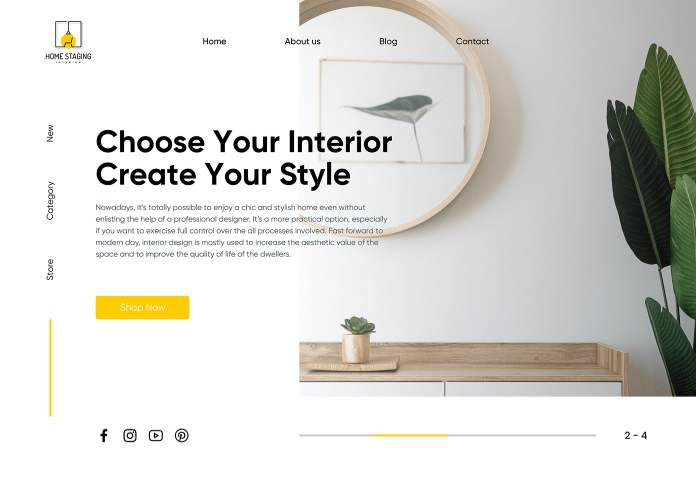 HOME STAGING
INTERIOR
Home
About us
Blog
Contact
New
Category
Store
Choose Your Interior
Create Your Style
Nowadays, it's totally possible to enjoy a chic and stylish home even without
enlisting the help of a professional designer. It's a more practical option, especially
if you want to exercise full control over the all processes involved. Fast forward to
modern day, interior design is mostly used to increase the aesthetic value of the
space and to improve the quality of life of the dwellers.
Shop Now
2 - 4